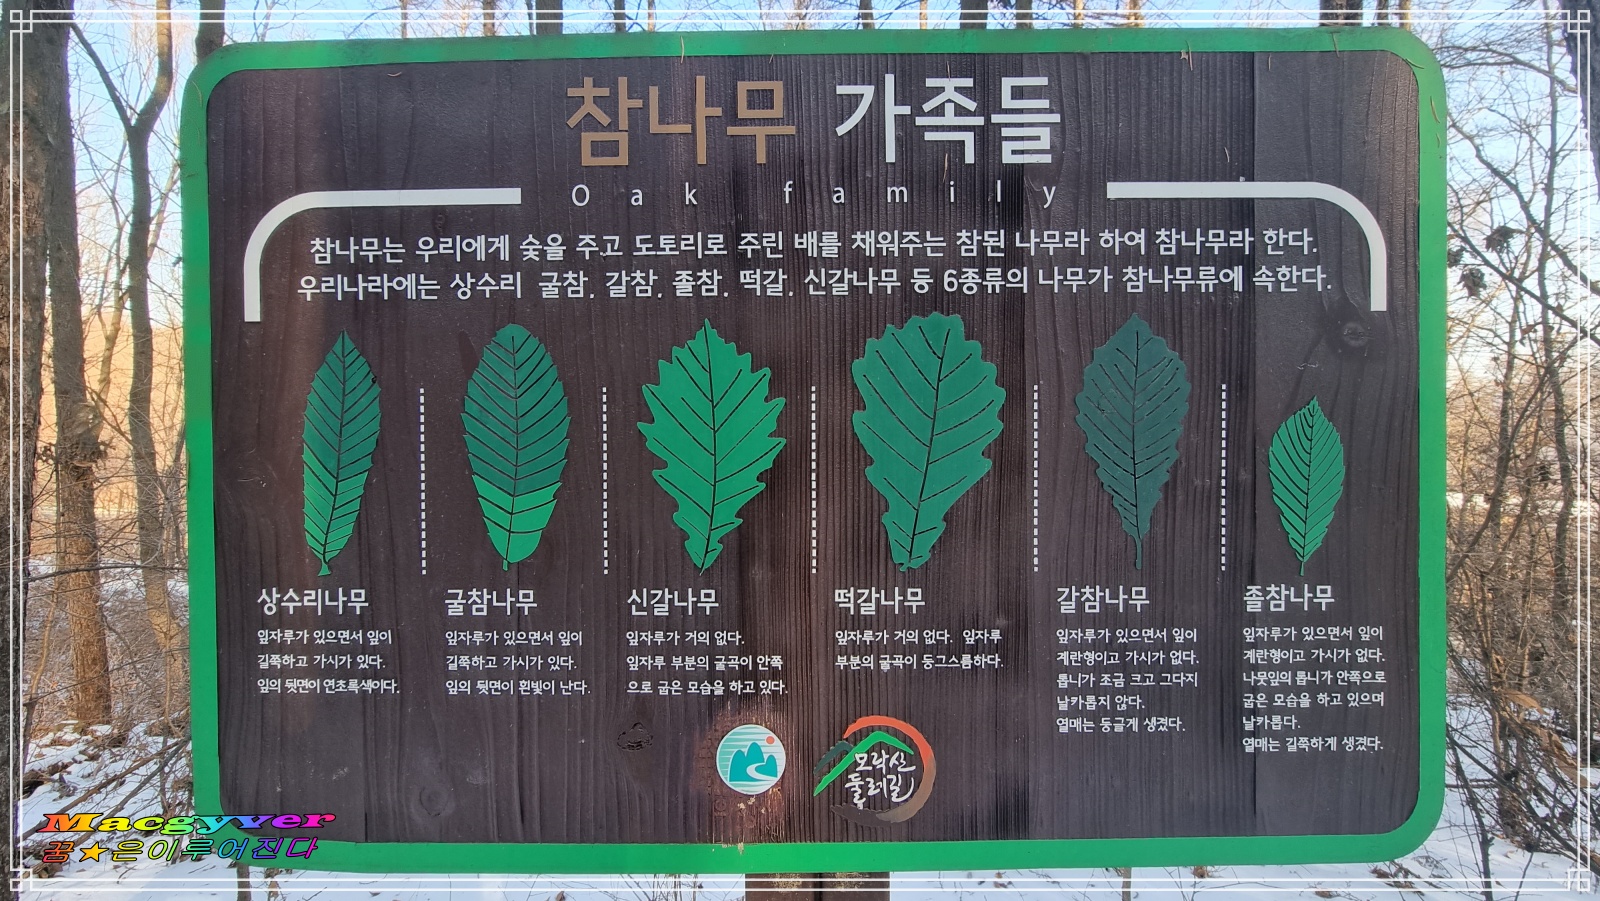 참나무 가족들
Oak family
참나무는 우리에게 숯을 주고 도토리로 주린 배를 채워주는 참된 나무라 하여 참나무라 한다.
우리나라에는 상수리 굴참, 갈참, 졸참, 떡갈, 신갈나무 등 6종류의 나무가 참나무류에 속한다.
상수리나무
잎자루가 있으면서 잎이
길쭉하고 가시가 있다.
잎의 뒷면이 연초록색이다.
굴참나무
잎자루가 있으면서 잎이
길쭉하고 가시가 있다.
잎의 뒷면이 흰빛이 난다.
신갈나무
잎자루가 거의 없다.
잎자루 부분의 굴곡이 안쪽
으로 굽은 모습을 하고 있다.
떡갈나무
잎자루가 거의 없다. 잎자루
부분의 굴곡이 둥그스름하다.
갈참나무
잎자루가 있으면서 잎이
계란형이고 가시가 없다.
톱니가 조금 크고 그다지
날카롭지 않다.
열매는 둥글게 생겼다.
졸참나무
잎자루가 있으면서 잎이
계란형이고 가시가 없다.
나뭇잎의 톱니가 안쪽으로
굽은 모습을 하고 있으며
날카롭다.
열매는 길쭉하게 생겼다.
모락산
둘레길
Macgyver
꿈★은이루어진다